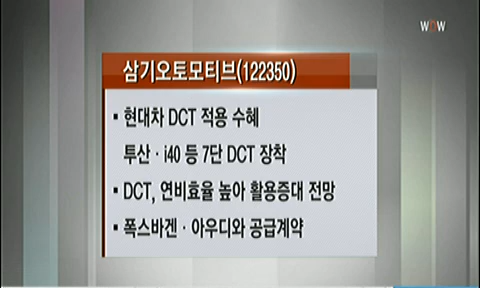 WOW
삼기오토모티브(122350)
▪ 현대차 DCT 적용 수혜
투산·i40 등 7단 DCT 장착
▪ DCT, 연비효율 높아 활용증대 전망
▪ 폭스바겐·아우디와 공급계약